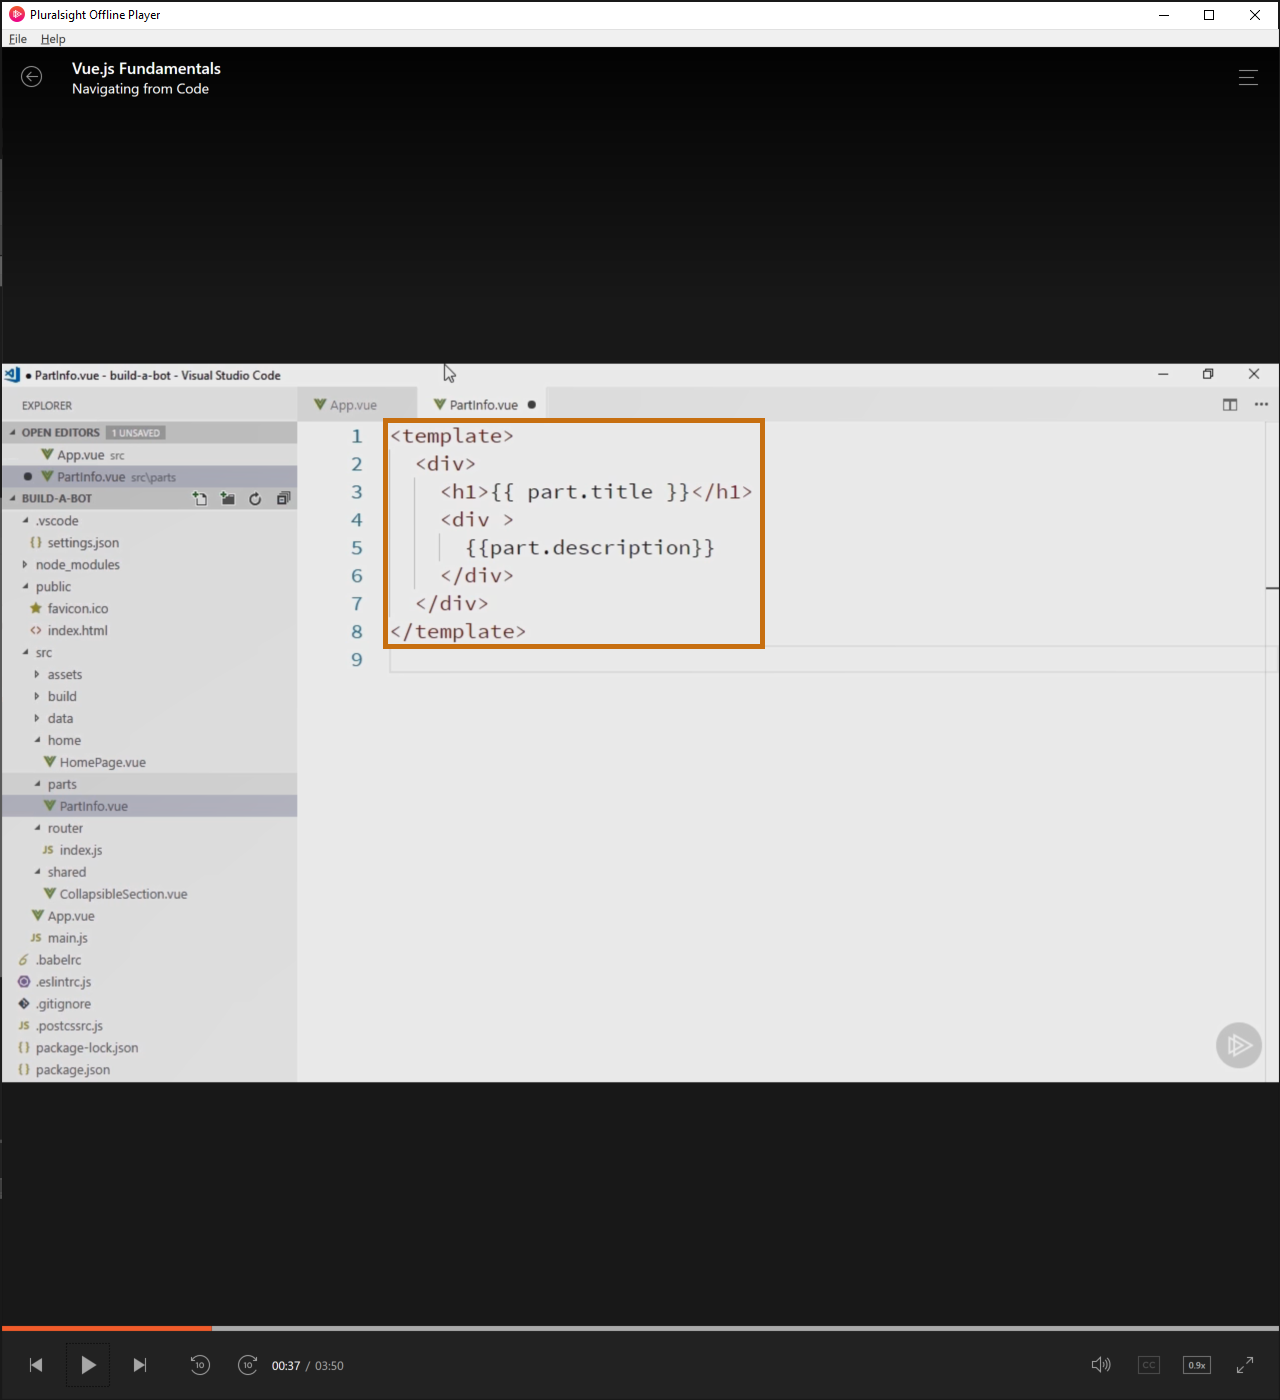 Pluralsight Offline Player
File Help
Vue.js Fundamentals
Navigating from Code
● PartInfo.vue - build-a-bot - Visual Studio Code
EXPLORER
App.vue
PartInfo.vue ●
OPEN EDITORS 1 UNSAVED
App.vue src
● PartInfo.vue src\parts
BUILD-A-BOT
.vscode
{} settings.json
node_modules
public
favicon.ico
<> index.html
src
assets
build
data
home
HomePage.vue
parts
PartInfo.vue
router
JS index.js
shared
CollapsibleSection.vue
App.vue
JS main.js
.babelrc
.eslintrc.js
.gitignore
JS .postcssrc.js
{} package-lock.json
{} package.json
1 <template>
2 <div>
3 <h1>{{ part.title }}</h1>
4 <div >
5 {{part.description}}
6 </div>
7 </div>
8 </template>
9
10 10 00:37 / 03:50 CC 0.9x